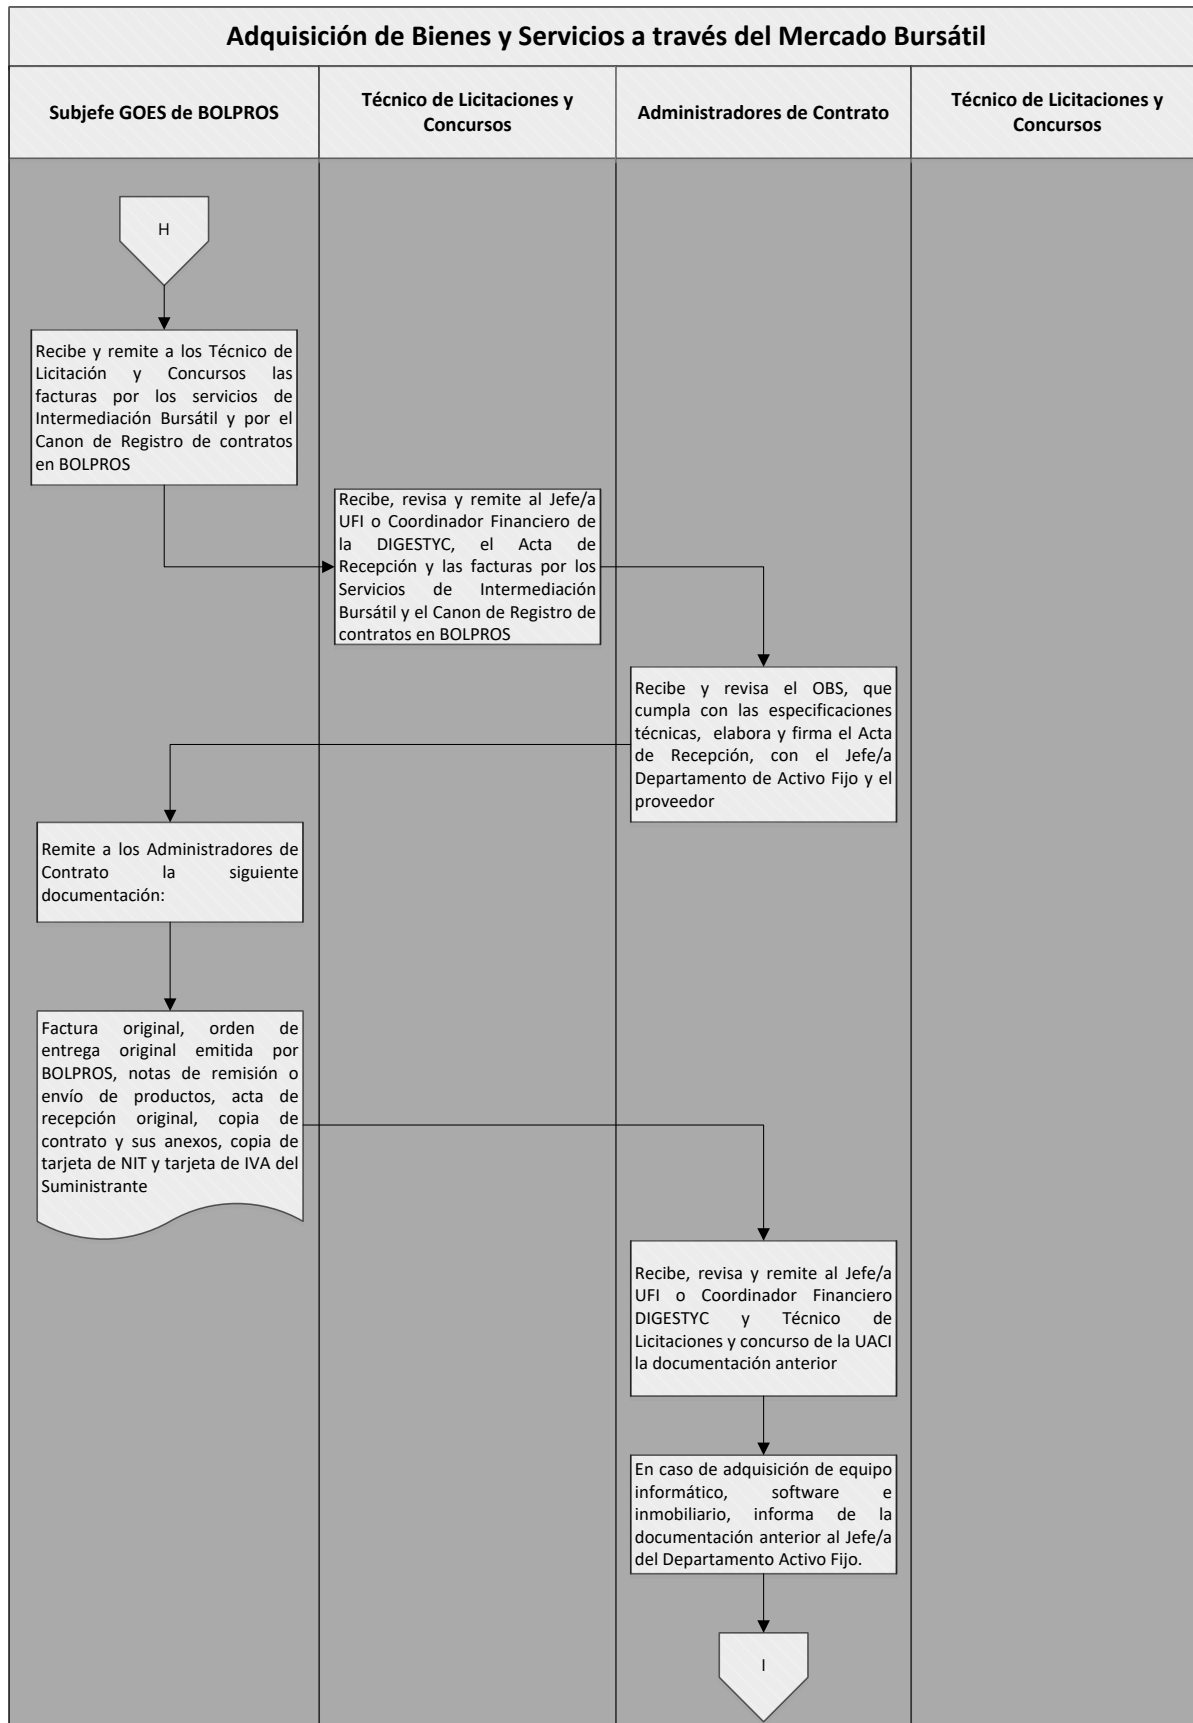 Adquisición de Bienes y Servicios a través del Mercado Bursátil
Subjefe GOES de BOLPROS
Técnico de Licitaciones y
Concursos
Administradores de Contrato
Técnico de Licitaciones y
Concursos
H
Recibe y remite a los Técnico de
Licitación y Concursos las
facturas por los servicios de
Intermediación Bursátil y por el
Canon de Registro de contratos
en BOLPROS
Recibe, revisa y remite al Jefe/a
UFI o Coordinador Financiero de
la DIGESTYC, el Acta de
Recepción y las facturas por los
Servicios de Intermediación
Bursátil y el Canon de Registro de
contratos en BOLPROS
Recibe y revisa el OBS, que
cumpla con las especificaciones
técnicas, elabora y firma el Acta
de Recepción, con el Jefe/a
Departamento de Activo Fijo y el
proveedor
Remite a los Administradores de
Contrato la siguiente
documentación:
Factura original, orden de
entrega original emitida por
BOLPROS, notas de remisión o
envío de productos, acta de
recepción original, copia de
contrato y sus anexos, copia de
tarjeta de NIT y tarjeta de IVA del
Suministrante
Recibe, revisa y remite al Jefe/a
UFI o Coordinador Financiero
DIGESTYC y Técnico de
Licitaciones y concurso de la UACI
la documentación anterior
En caso de adquisición de equipo
informático, software e
inmobiliario, informa de la
documentación anterior al Jefe/a
del Departamento Activo Fijo.
I